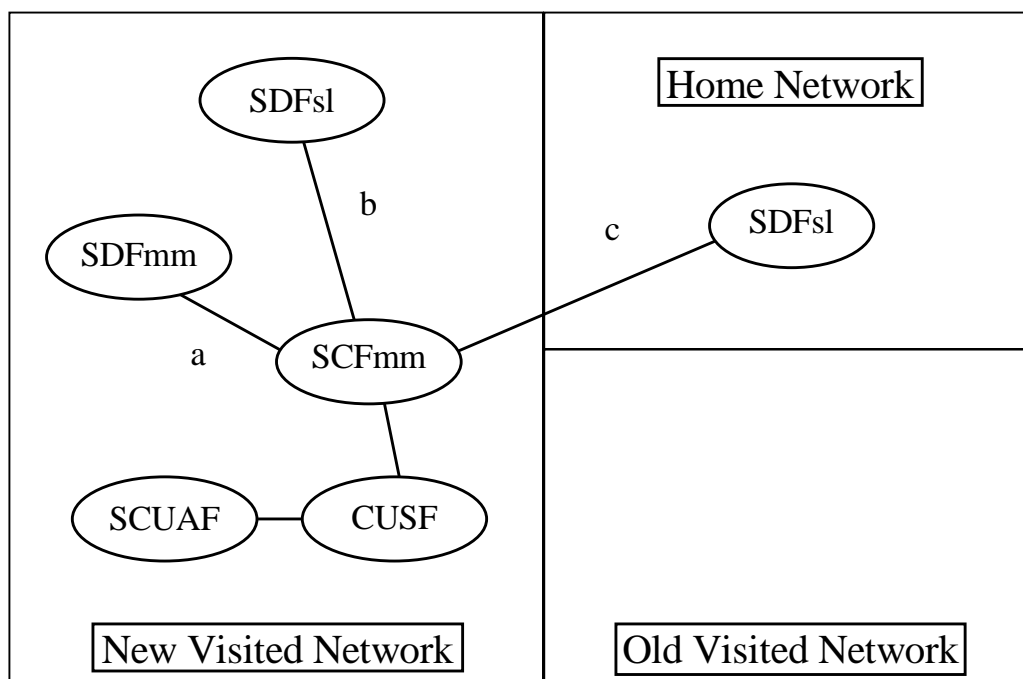 SDFsl
Home Network
b
SDFmm
c
SDFsl
a
SCFmm
SCUAF
CUSF
New Visited Network
Old Visited Network